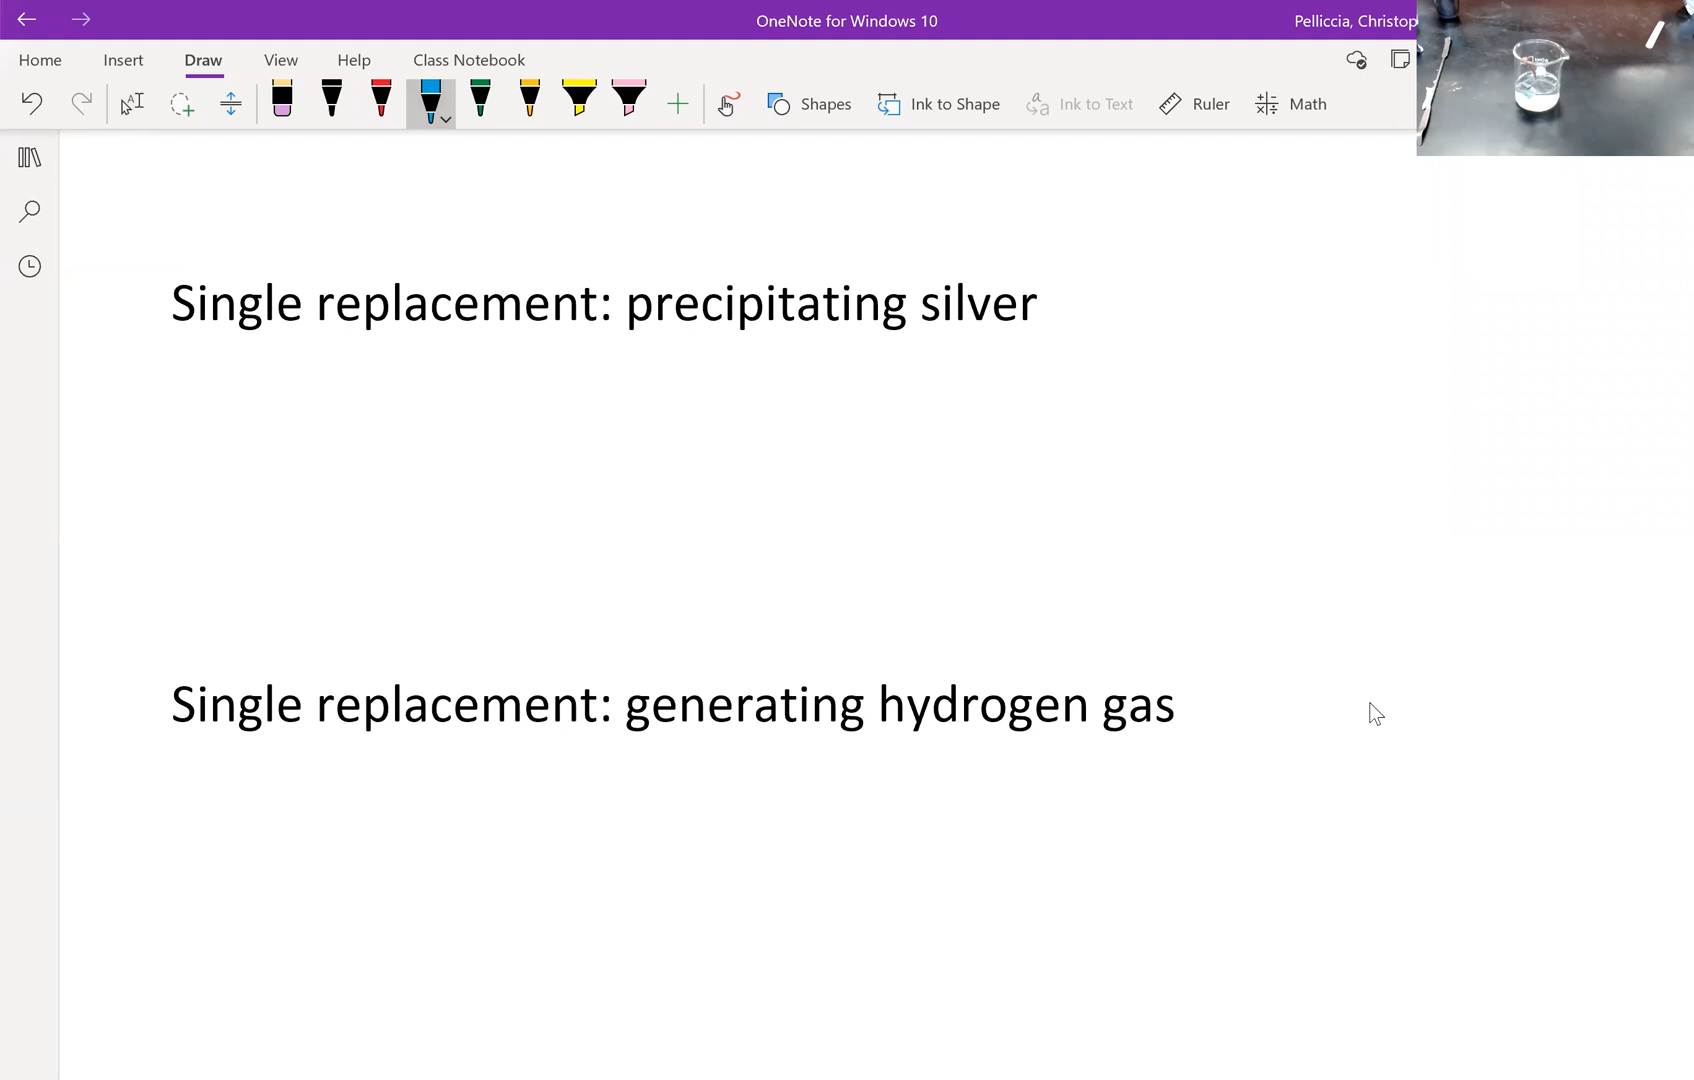 OneNote for Windows 10
Pelliccia, Christop
Home Insert Draw View Help Class Notebook
Shapes Ink to Shape Ink to Text Ruler Math
Single replacement: precipitating silver
Single replacement: generating hydrogen gas